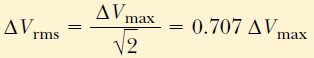 ΔV_rms = ΔV_max / √2 = 0.707 ΔV_max